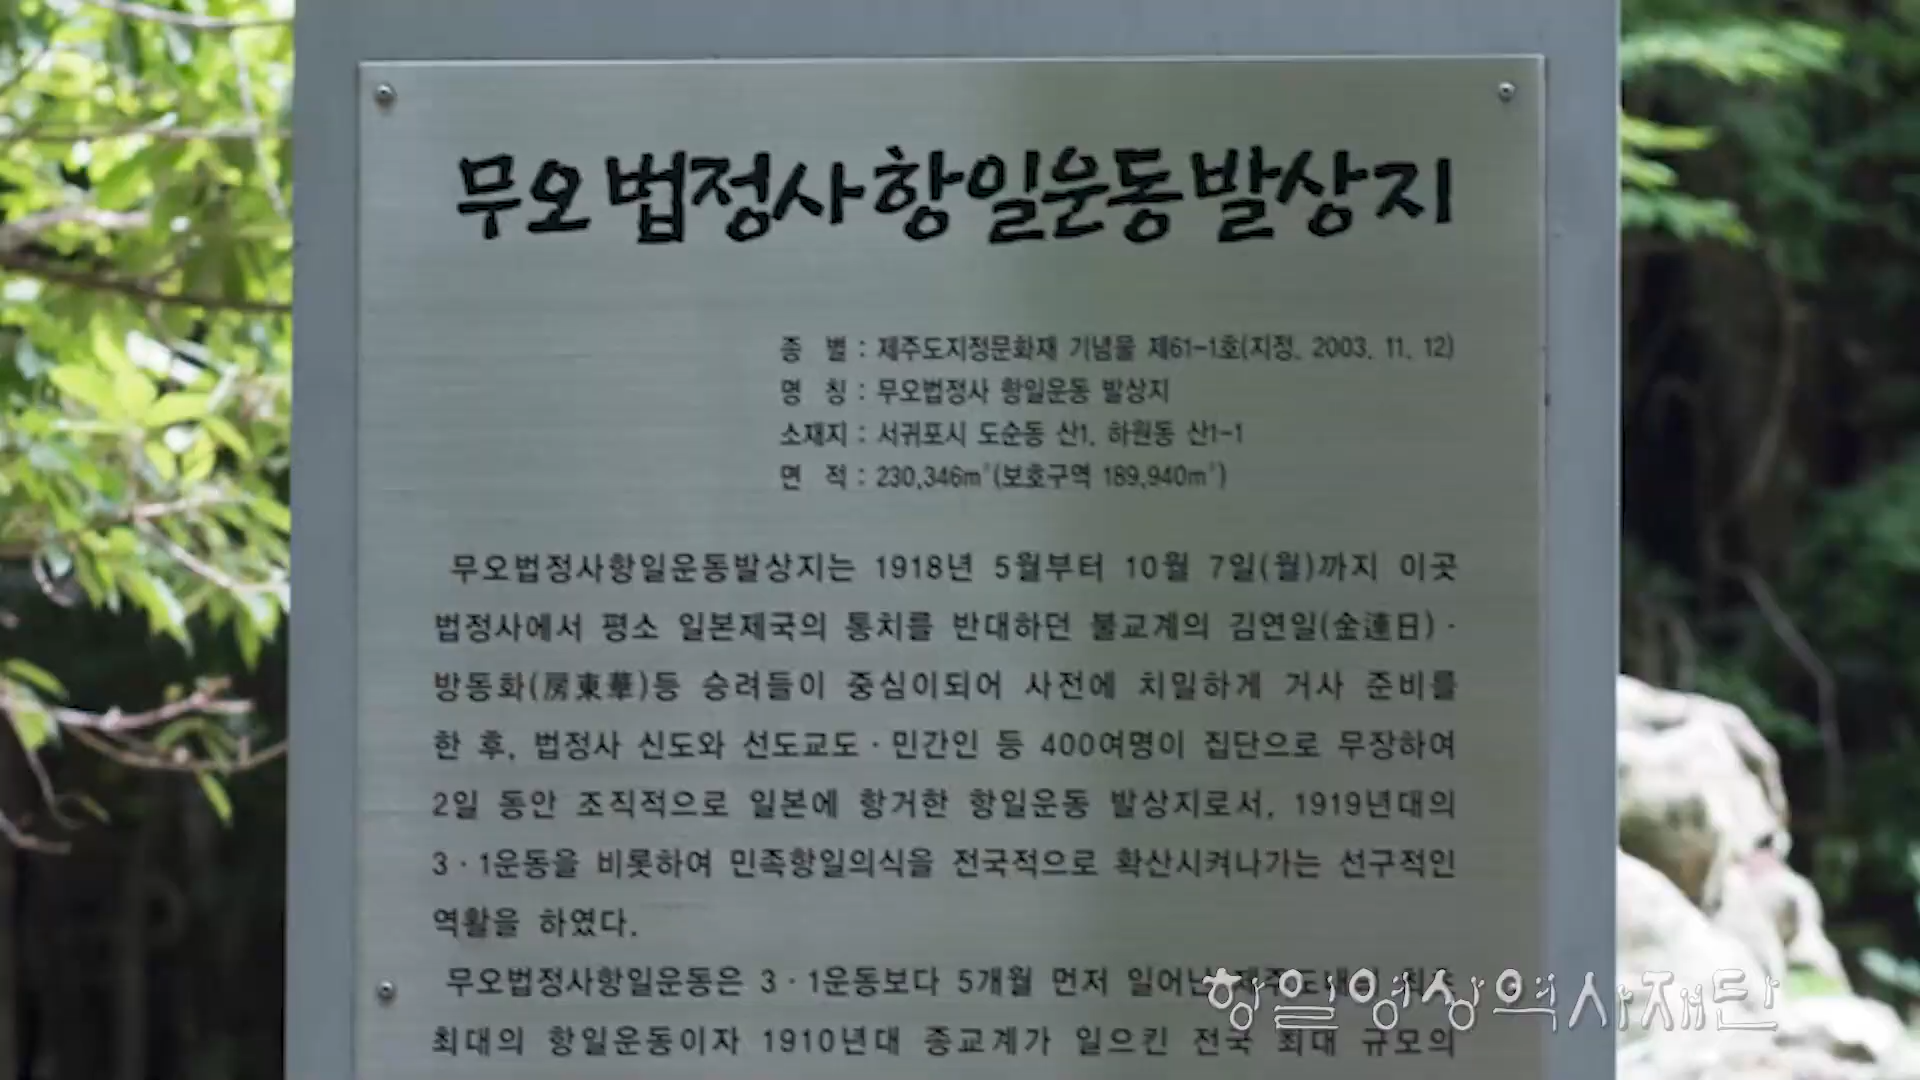 무오법정사항일운동발상지
종 별 : 제주도지정문화재 기념물 제61-1호(지정. 2003. 11. 12)
명 칭 : 무오법정사 항일운동 발상지
소재지 : 서귀포시 도순동 산1, 하원동 산1-1
면 적 : 230,346m²(보호구역 189,940m²)
무오법정사항일운동발상지는 1918년 5월부터 10월 7일(월)까지 이곳
법정사에서 평소 일본제국의 통치를 반대하던 불교계의 김연일(金連日)·
방동화(房東華)등 승려들이 중심이되어 사전에 치밀하게 거사 준비를
한 후, 법정사 신도와 선도교도·민간인 등 400여명이 집단으로 무장하여
2일 동안 조직적으로 일본에 항거한 항일운동 발상지로서, 1919년대의
3·1운동을 비롯하여 민족항일의식을 전국적으로 확산시켜나가는 선구적인
역활을 하였다.
무오법정사항일운동은 3·1운동보다 5개월 먼저 일어난
항일영상역사재단
최대의 항일운동이자 1910년대 종교계가 일으킨 전국 최대 규모의